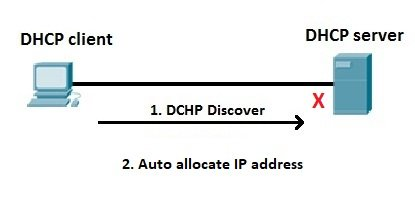 DHCP client
DHCP server
X
1. DCHP Discover
2. Auto allocate IP address